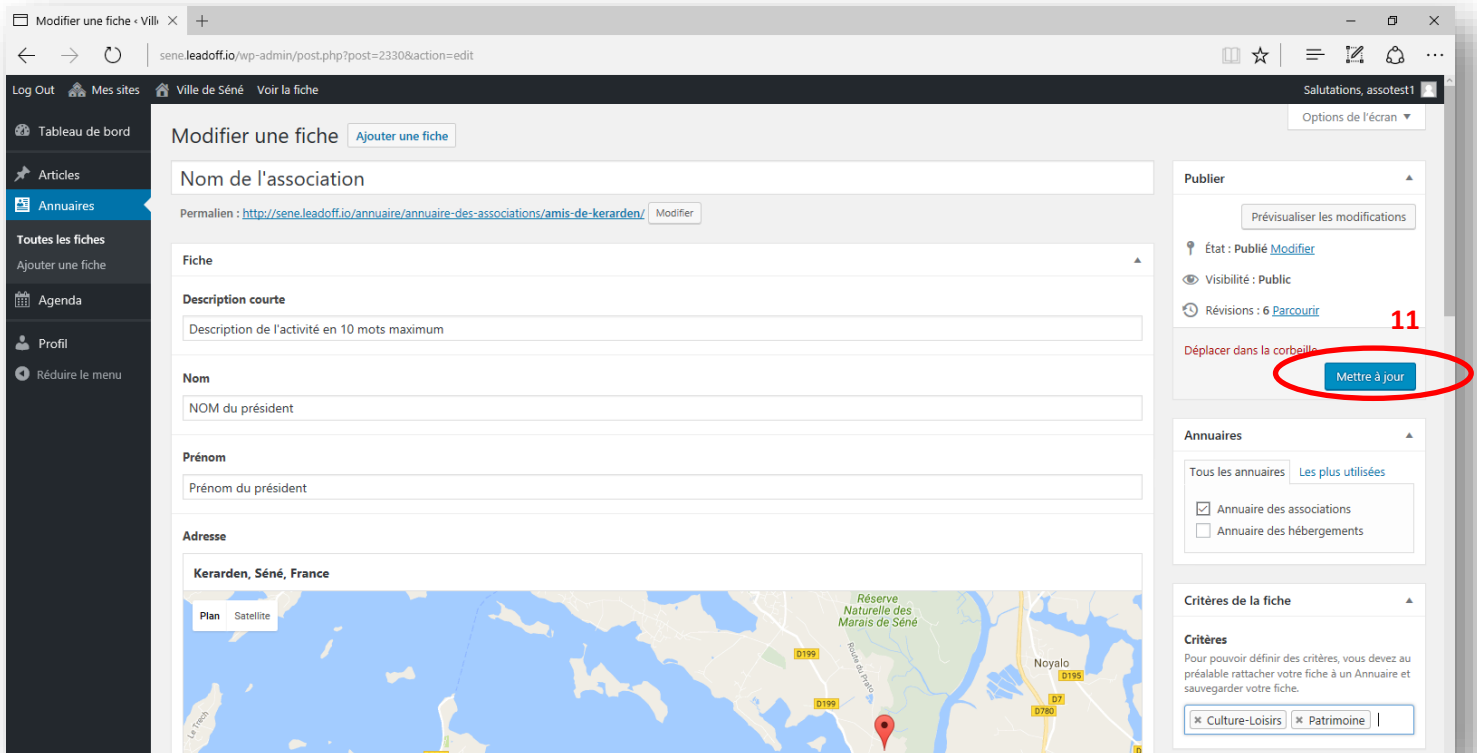 Modifier une fiche ‹ Ville
sene.leadoff.io/wp-admin/post.php?post=2330&action=edit
Log Out Mes sites Ville de Séné Voir la fiche Salutations, assotest1
Options de l'écran
Tableau de bord
Articles
Annuaires
Toutes les fiches
Ajouter une fiche
Agenda
Profil
Réduire le menu
Modifier une fiche Ajouter une fiche
Nom de l'association
Permalien : http://sene.leadoff.io/annuaire/annuaire-des-associations/amis-de-kerarden/ Modifier
Fiche
Description courte
Description de l'activité en 10 mots maximum
Nom
NOM du président
Prénom
Prénom du président
Adresse
Kerarden, Séné, France
Plan Satellite
Réserve
Naturelle des
Marais de Séné
Route du Prato
D199
Noyalo
D195
D199
D7
D780
Le Trech
Publier
Prévisualiser les modifications
État : Publié Modifier
Visibilité : Public
Révisions : 6 Parcourir
11
Déplacer dans la corbeille
Mettre à jour
Annuaires
Tous les annuaires Les plus utilisées
Annuaire des associations
Annuaire des hébergements
Critères de la fiche
Critères
Pour pouvoir définir des critères, vous devez au
préalable rattacher votre fiche à un Annuaire et
sauvegarder votre fiche.
× Culture-Loisirs × Patrimoine